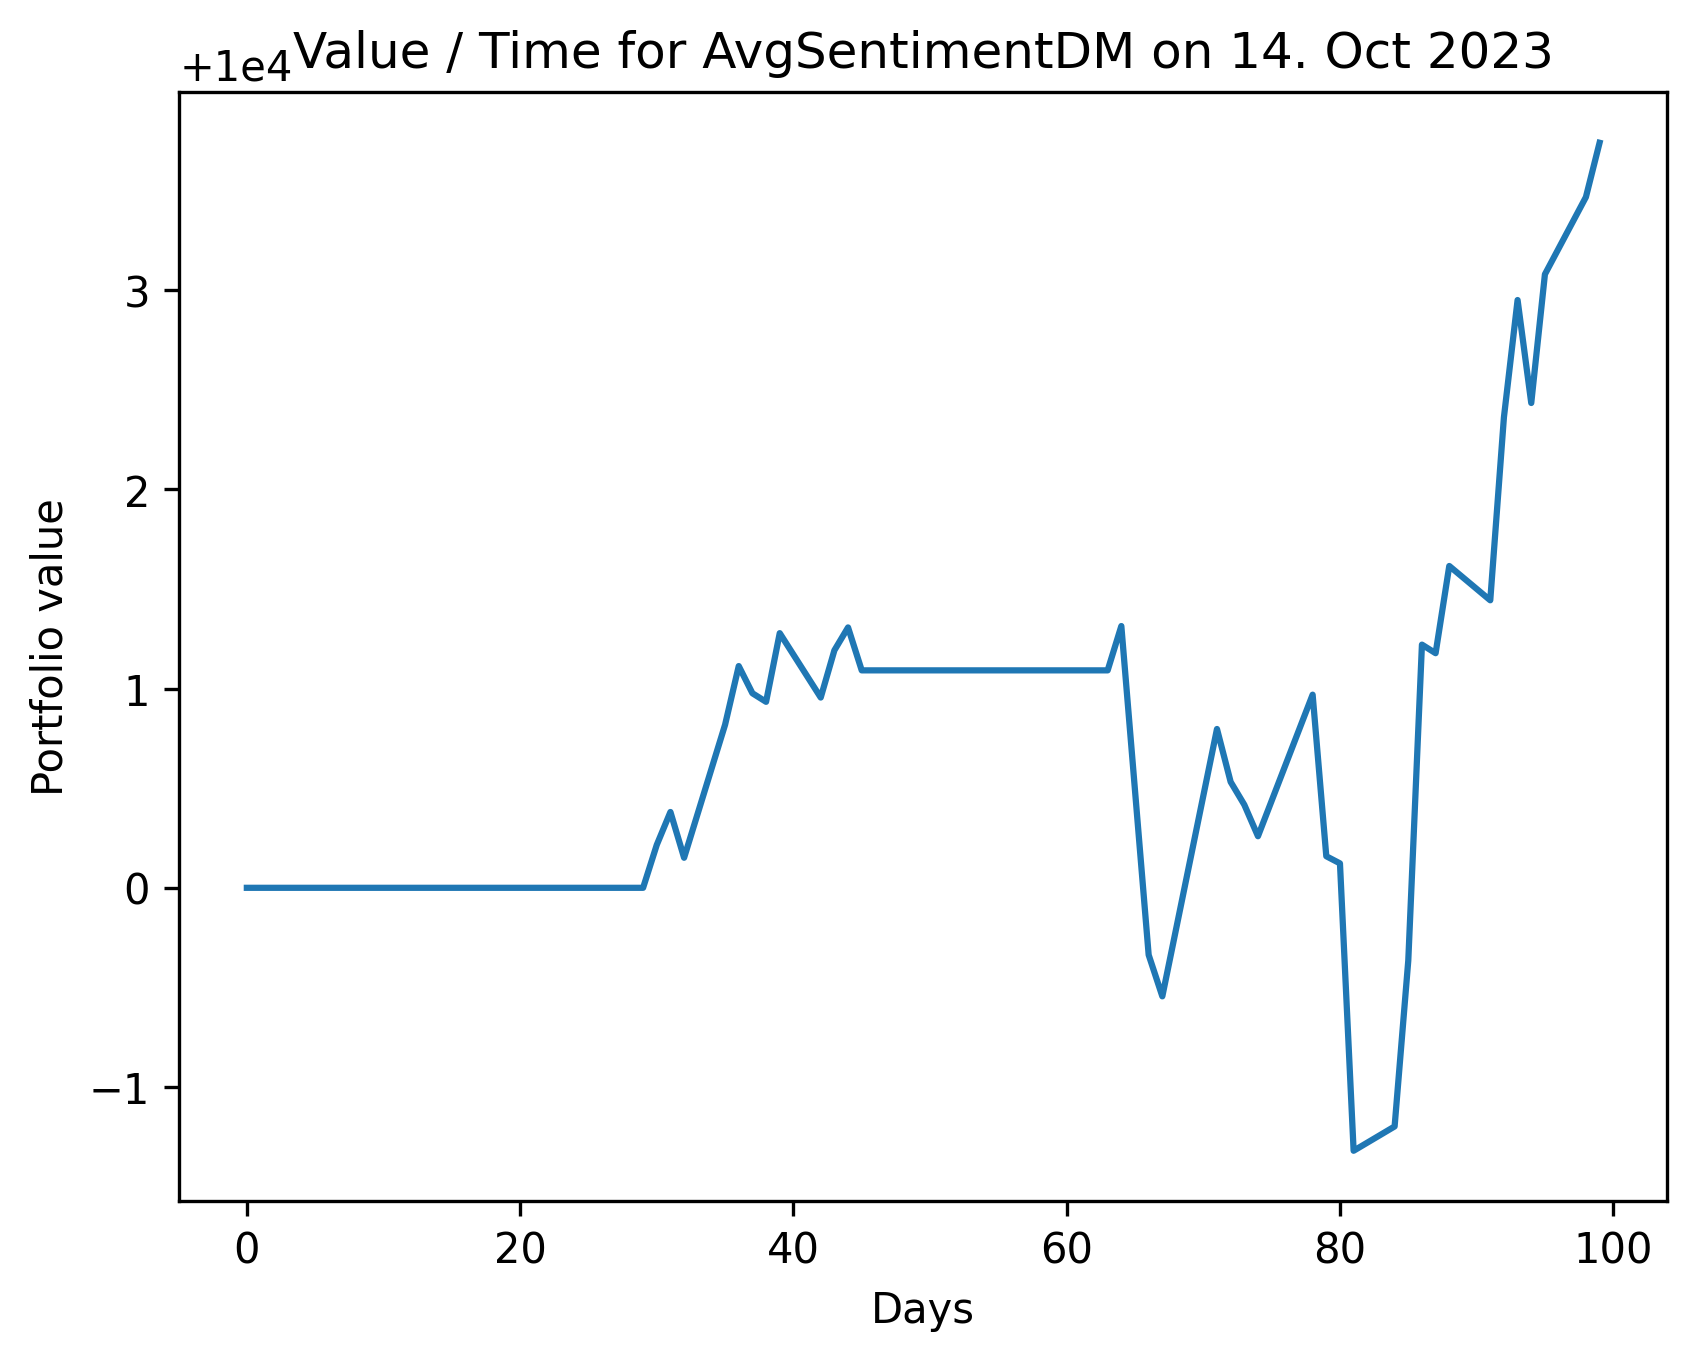 Value / Time for AvgSentimentDM on 14. Oct 2023
+1e4
3
2
1
0
−1
Portfolio value
0 20 40 60 80 100
Days